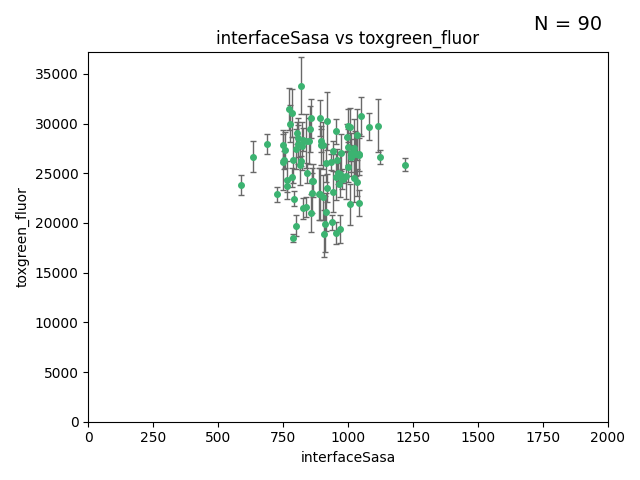 N = 90
interfaceSasa vs toxgreen_fluor
toxgreen_fluor
35000
30000
25000
20000
15000
10000
5000
0
0 250 500 750 1000 1250 1500 1750 2000
interfaceSasa